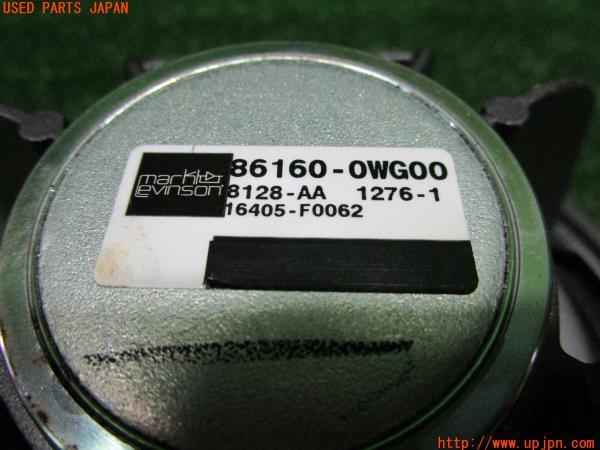 USED PARTS JAPAN
Mark
Levinson
86160-0WG00
8128-AA 1276-1
16405-F0062
http://www.upjpn.com/